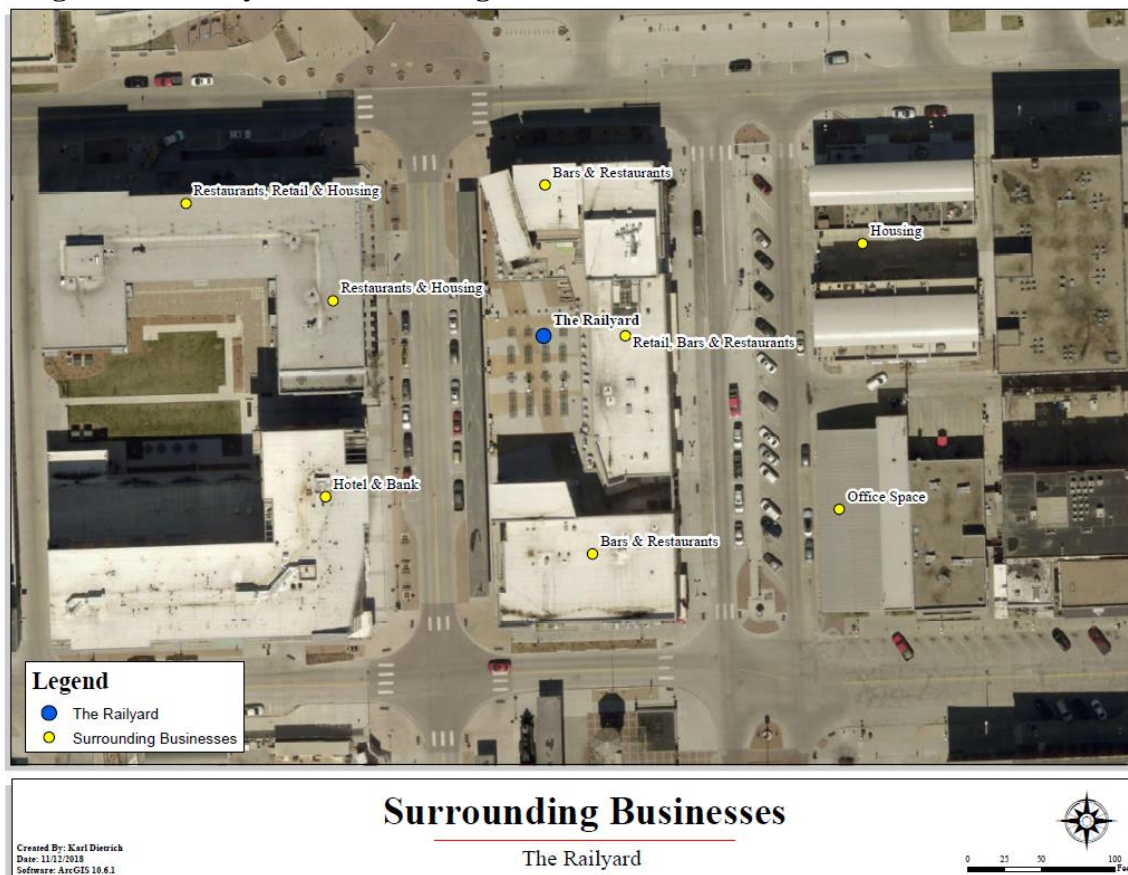 Restaurants, Retail & Housing
Bars & Restaurants
Housing
Restaurants & Housing
The Railyard
Retail, Bars & Restaurants
Hotel & Bank
Office Space
Bars & Restaurants
Legend
The Railyard
Surrounding Businesses
Surrounding Businesses
The Railyard
Created By: Karl Dietrich
Date: 11/12/2018
Software: ArcGIS 10.6.1
0 25 50 100
Feet